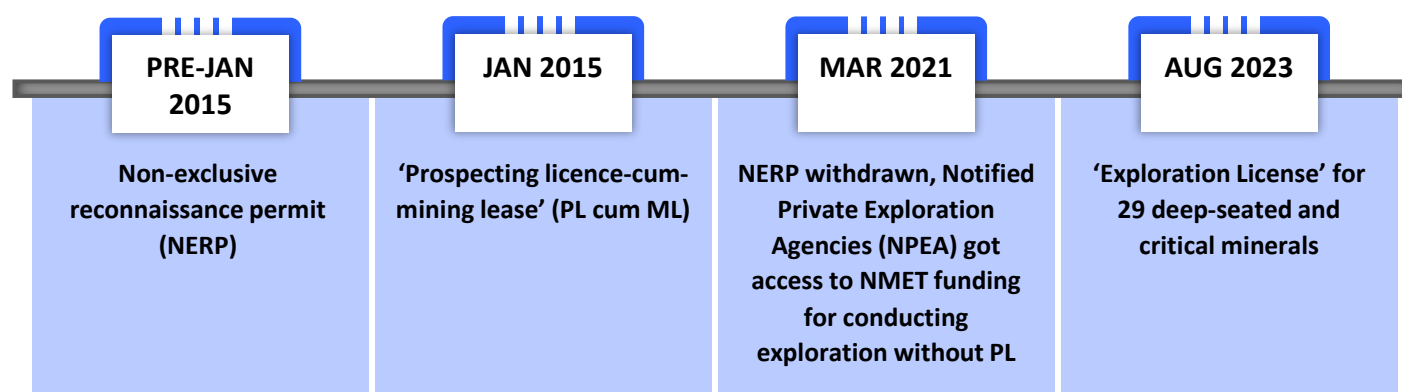 PRE-JAN
2015
Non-exclusive
reconnaissance permit
(NERP)
JAN 2015
‘Prospecting licence-cum-
mining lease’ (PL cum ML)
MAR 2021
NERP withdrawn, Notified
Private Exploration
Agencies (NPEA) got
access to NMET funding
for conducting
exploration without PL
AUG 2023
‘Exploration License’ for
29 deep-seated and
critical minerals